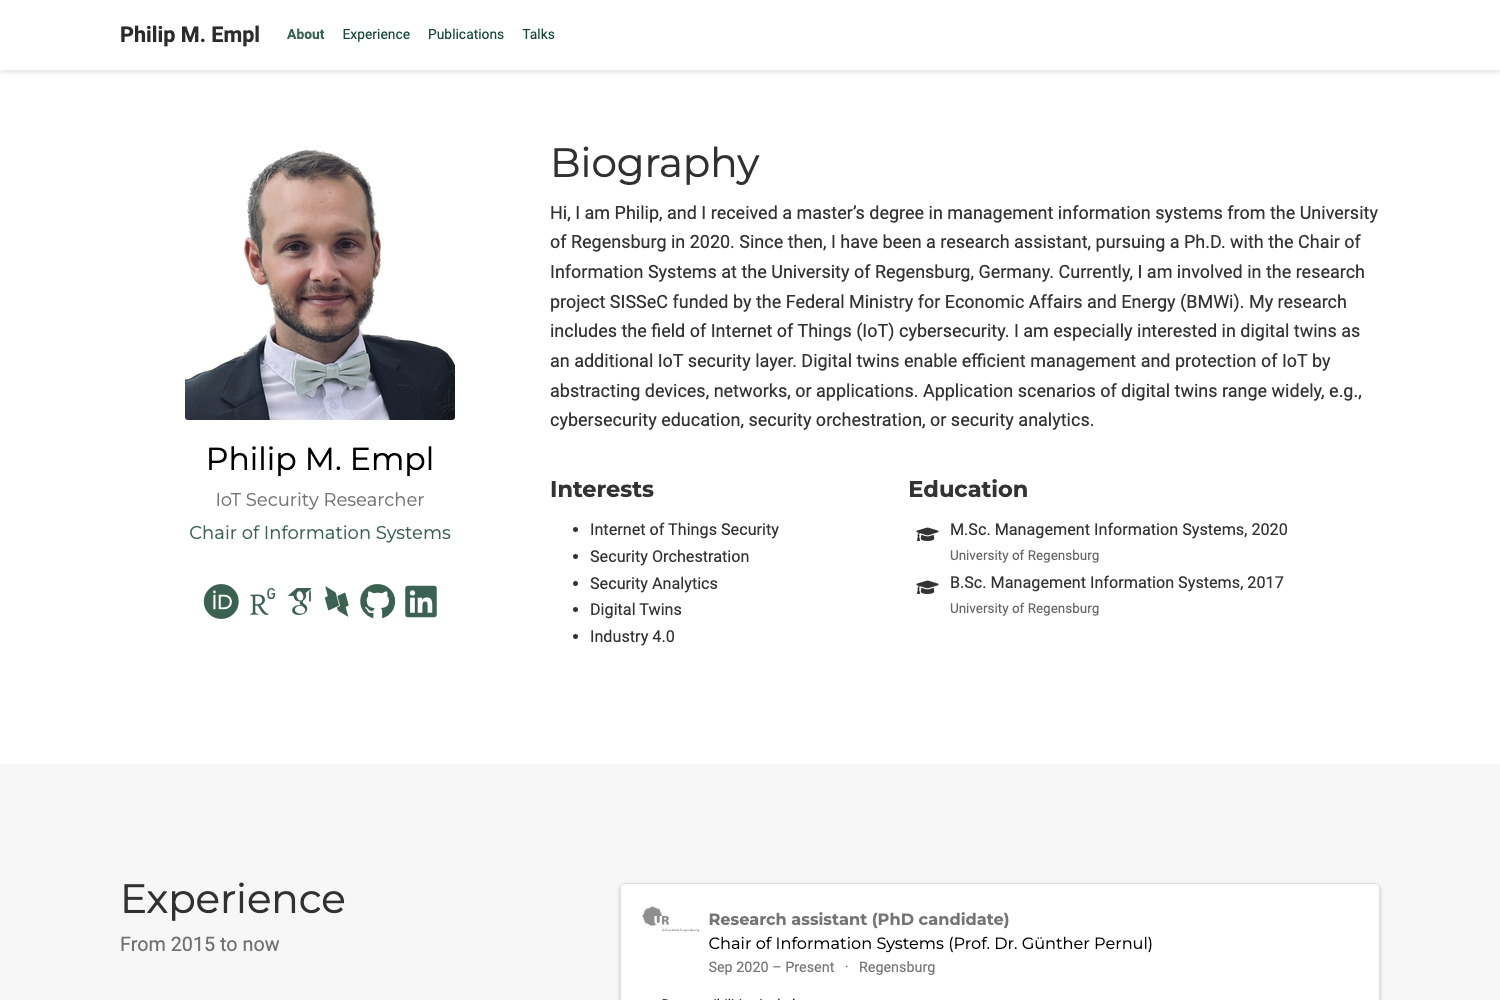 Philip M. Empl
About
Experience
Publications
Talks
Biography
Hi, I am Philip, and I received a master’s degree in management information systems from the University
of Regensburg in 2020. Since then, I have been a research assistant, pursuing a Ph.D. with the Chair of
Information Systems at the University of Regensburg, Germany. Currently, I am involved in the research
project SISSeC funded by the Federal Ministry for Economic Affairs and Energy (BMWi). My research
includes the field of Internet of Things (IoT) cybersecurity. I am especially interested in digital twins as
an additional IoT security layer. Digital twins enable efficient management and protection of IoT by
abstracting devices, networks, or applications. Application scenarios of digital twins range widely, e.g.,
cybersecurity education, security orchestration, or security analytics.
Philip M. Empl
IoT Security Researcher
Chair of Information Systems
iD RG g in
Interests
Internet of Things Security
Security Orchestration
Security Analytics
Digital Twins
Industry 4.0
Education
M.Sc. Management Information Systems, 2020
University of Regensburg
B.Sc. Management Information Systems, 2017
University of Regensburg
Experience
From 2015 to now
UR
Research assistant (PhD candidate)
Chair of Information Systems (Prof. Dr. Günther Pernul)
Sep 2020 – Present · Regensburg